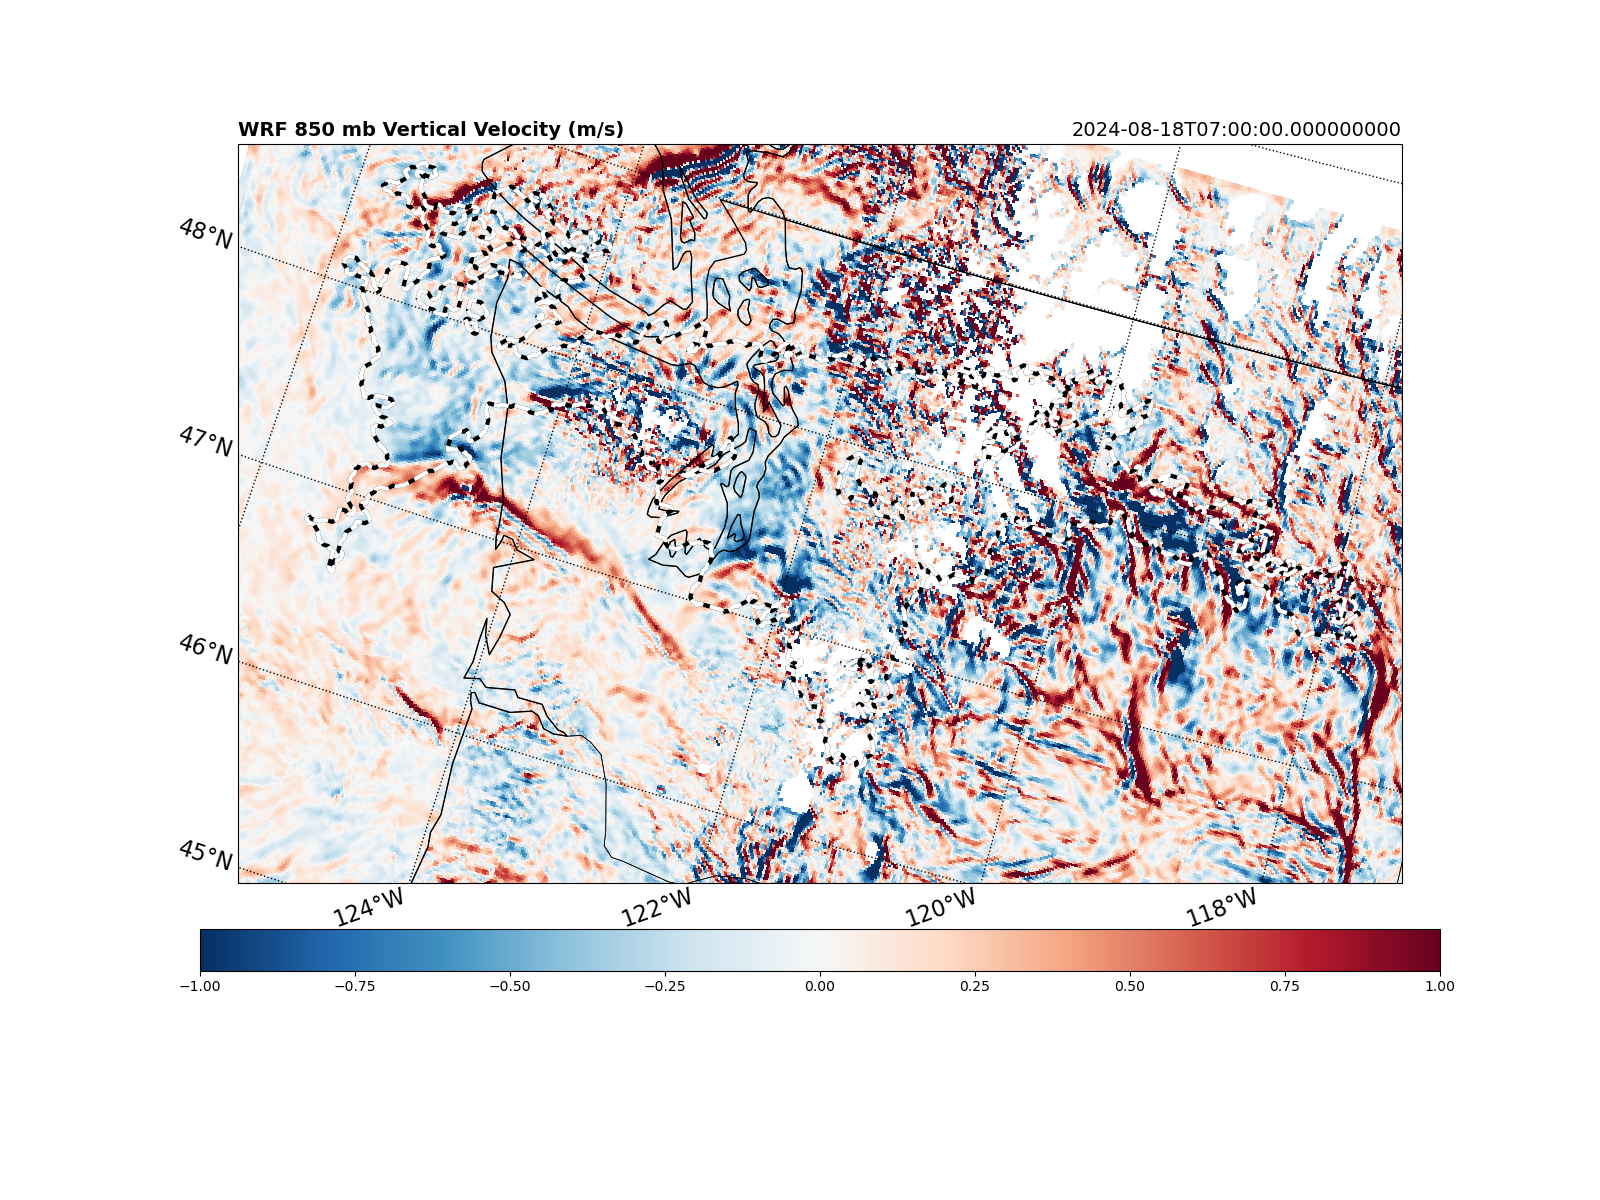 WRF 850 mb Vertical Velocity (m/s) 2024-08-18T07:00:00.000000000
48°N
47°N
46°N
45°N
124°W 122°W 120°W 118°W
−1.00 −0.75 −0.50 −0.25 0.00 0.25 0.50 0.75 1.00